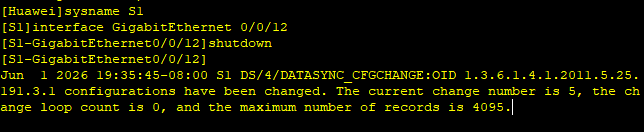 [Huawei]sysname S1
[S1]interface GigabitEthernet 0/0/12
[S1-GigabitEthernet0/0/12]shutdown
[S1-GigabitEthernet0/0/12]
Jun  1 2026 19:35:45-08:00 S1 DS/4/DATASYNC_CFGCHANGE:OID 1.3.6.1.4.1.2011.5.25.
191.3.1 configurations have been changed. The current change number is 5, the ch
ange loop count is 0, and the maximum number of records is 4095.